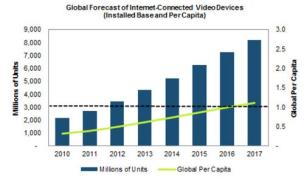 Global Forecast of Internet-Connected Video Devices
(Installed Base and Per Capita)
Millions of Units
9,000
8,000
7,000
6,000
5,000
4,000
3,000
2,000
1,000
-
3.0
2.5
2.0
1.5
1.0
0.5
-
Global Per Capita
2010 2011 2012 2013 2014 2015 2016 2017
Millions of Units Global Per Capita